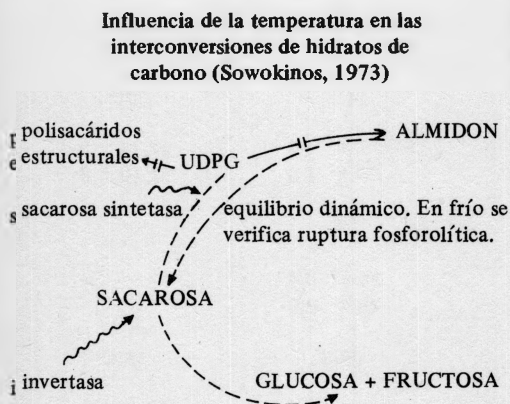 Influencia de la temperatura en las
interconversiones de hidratos de
carbono (Sowokinos, 1973)
polisacáridos
estructurales
UDPG
ALMIDON
sacarosa sintetasa
equilibrio dinámico. En frío se
verifica ruptura fosforolítica.
SACAROSA
invertasa
GLUCOSA + FRUCTOSA